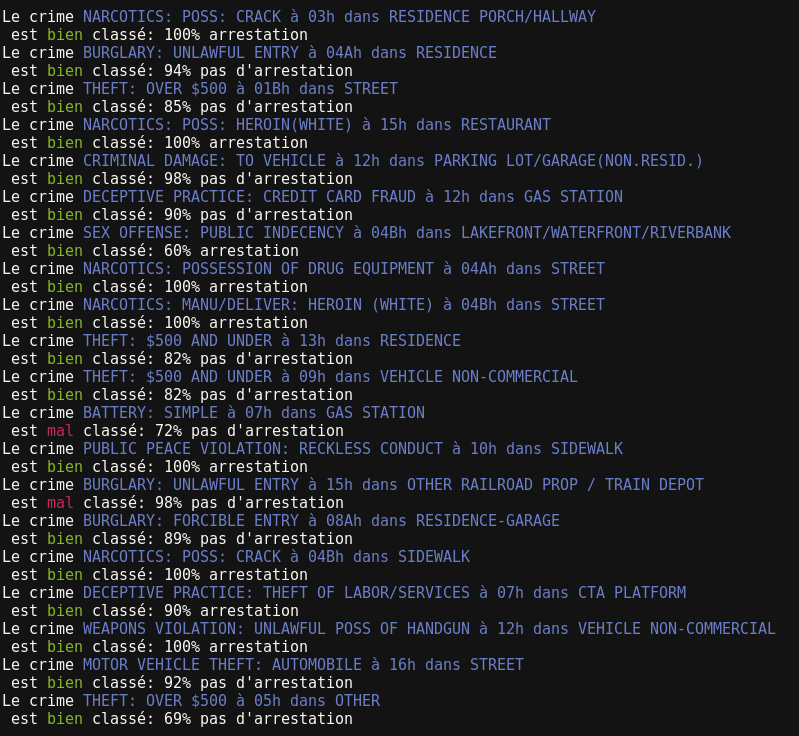 Le crime NARCOTICS: POSS: CRACK à 03h dans RESIDENCE PORCH/HALLWAY
est bien classé: 100% arrestation
Le crime BURGLARY: UNLAWFUL ENTRY à 04Ah dans RESIDENCE
est bien classé: 94% pas d'arrestation
Le crime THEFT: OVER $500 à 01Bh dans STREET
est bien classé: 85% pas d'arrestation
Le crime NARCOTICS: POSS: HEROIN(WHITE) à 15h dans RESTAURANT
est bien classé: 100% arrestation
Le crime CRIMINAL DAMAGE: TO VEHICLE à 12h dans PARKING LOT/GARAGE(NON.RESID.)
est bien classé: 98% pas d'arrestation
Le crime DECEPTIVE PRACTICE: CREDIT CARD FRAUD à 12h dans GAS STATION
est bien classé: 90% pas d'arrestation
Le crime SEX OFFENSE: PUBLIC INDECENCY à 04Bh dans LAKEFRONT/WATERFRONT/RIVERBANK
est bien classé: 60% arrestation
Le crime NARCOTICS: POSSESSION OF DRUG EQUIPMENT à 04Ah dans STREET
est bien classé: 100% arrestation
Le crime NARCOTICS: MANU/DELIVER: HEROIN (WHITE) à 04Bh dans STREET
est bien classé: 100% arrestation
Le crime THEFT: $500 AND UNDER à 13h dans RESIDENCE
est bien classé: 82% pas d'arrestation
Le crime THEFT: $500 AND UNDER à 09h dans VEHICLE NON-COMMERCIAL
est bien classé: 82% pas d'arrestation
Le crime BATTERY: SIMPLE à 07h dans GAS STATION
est mal classé: 72% pas d'arrestation
Le crime PUBLIC PEACE VIOLATION: RECKLESS CONDUCT à 10h dans SIDEWALK
est bien classé: 100% arrestation
Le crime BURGLARY: UNLAWFUL ENTRY à 15h dans OTHER RAILROAD PROP / TRAIN DEPOT
est mal classé: 98% pas d'arrestation
Le crime BURGLARY: FORCIBLE ENTRY à 08Ah dans RESIDENCE-GARAGE
est bien classé: 89% pas d'arrestation
Le crime NARCOTICS: POSS: CRACK à 04Bh dans SIDEWALK
est bien classé: 100% arrestation
Le crime DECEPTIVE PRACTICE: THEFT OF LABOR/SERVICES à 07h dans CTA PLATFORM
est bien classé: 90% arrestation
Le crime WEAPONS VIOLATION: UNLAWFUL POSS OF HANDGUN à 12h dans VEHICLE NON-COMMERCIAL
est bien classé: 100% arrestation
Le crime MOTOR VEHICLE THEFT: AUTOMOBILE à 16h dans STREET
est bien classé: 92% pas d'arrestation
Le crime THEFT: OVER $500 à 05h dans OTHER
est bien classé: 69% pas d'arrestation